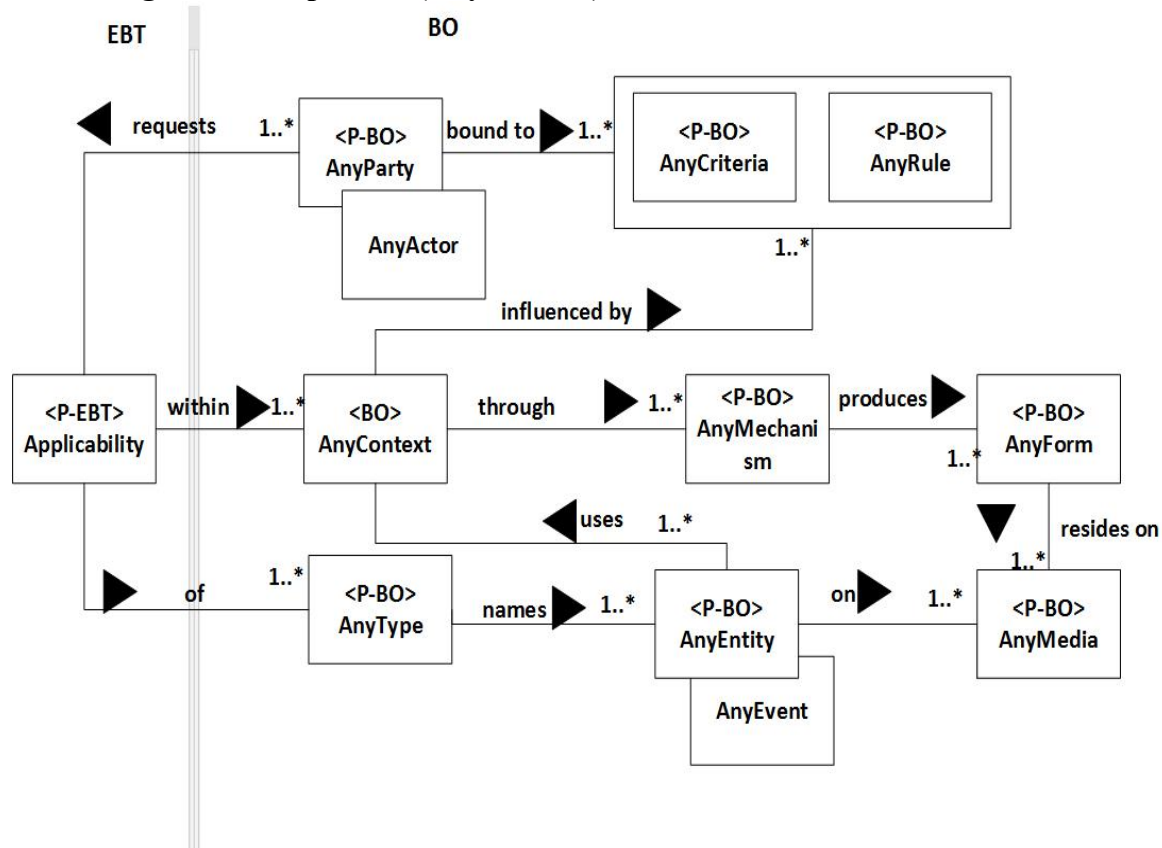 EBT
BO
requests
1..*
<P-BO>
AnyParty
bound to
1..*
<P-BO>
AnyCriteria
<P-BO>
AnyRule
AnyActor
1..*
influenced by
<P-EBT>
Applicability
within
1..*
<BO>
AnyContext
through
1..*
<P-BO>
AnyMechani
sm
produces
1..*
<P-BO>
AnyForm
uses
1..*
resides on
1..*
of
1..*
<P-BO>
AnyType
names
1..*
<P-BO>
AnyEntity
on
1..*
<P-BO>
AnyMedia
AnyEvent